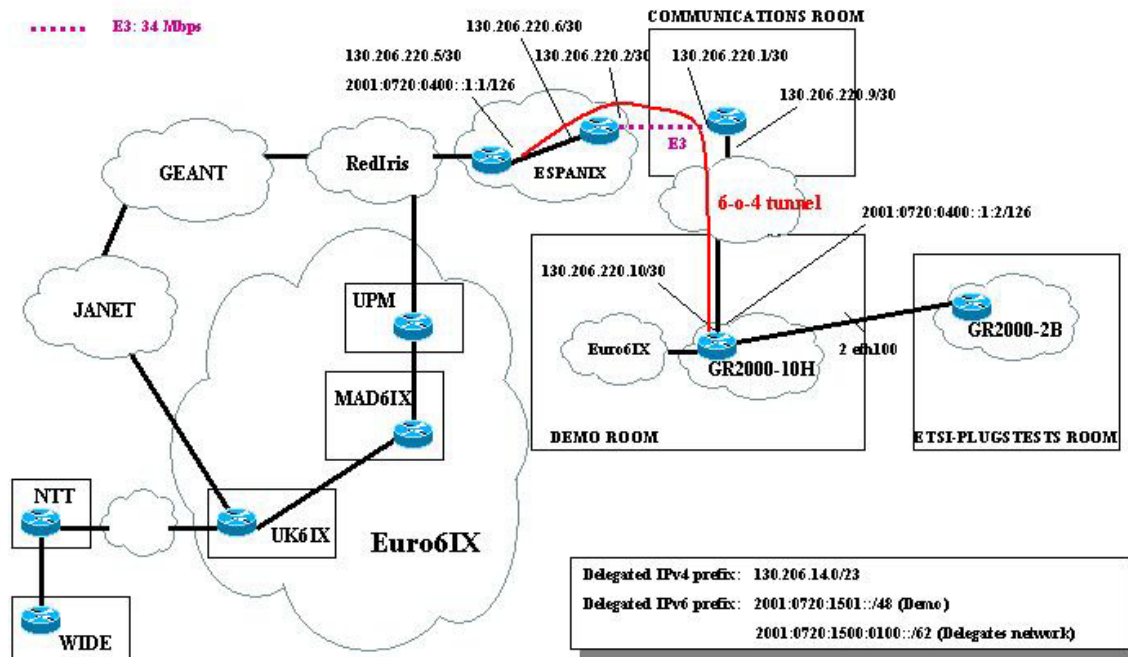 E3: 34 Mbps
COMMUNICATIONS ROOM
130.206.220.6/30
130.206.220.5/30
130.206.220.2/30
130.206.220.1/30
2001:0720:0400::1:1/126
130.206.220.9/30
E3
GEANT
RedIris
ESPANIX
6-o-4 tunnel
2001:0720:0400::1:2/126
130.206.220.10/30
JANET
UPM
GR2000-2B
Euro6IX
2 eth100
GR2000-10H
MAD6IX
DEMO ROOM
ETSI-PLUGSTESTS ROOM
NTT
UK6IX
Euro6IX
WIDE
Delegated IPv4 prefix: 130.206.14.0/23
Delegated IPv6 prefix: 2001:0720:1501::/48 (Demo)
2001:0720:1500:0100::/62 (Delegates network)